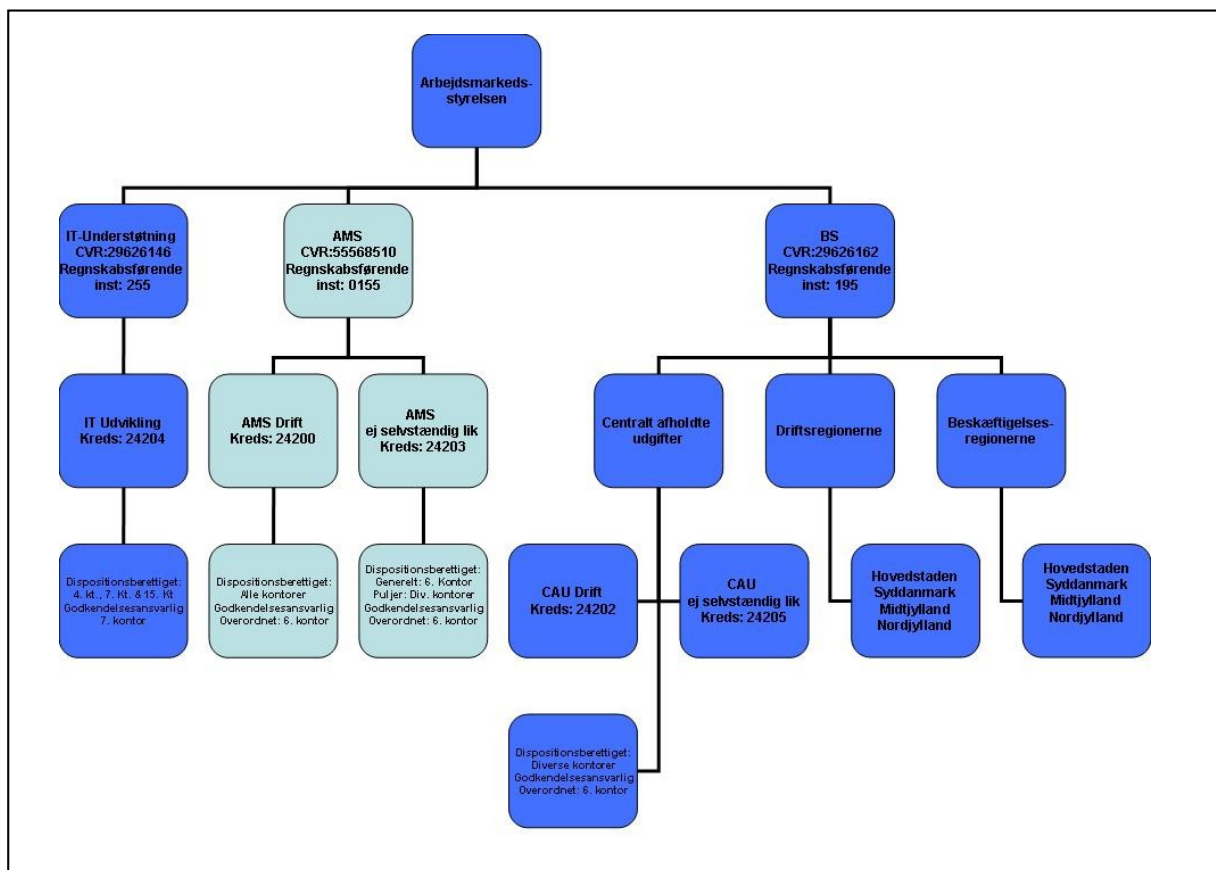 Arbejdsmarkeds-
styrelsen
IT-Understøtning
CVR:29626146
Regnskabsførende
inst: 255
AMS
CVR:55568510
Regnskabsførende
inst: 0155
BS
CVR:29626162
Regnskabsførende
inst: 195
IT Udvikling
Kreds: 24204
AMS Drift
Kreds: 24200
AMS
ej selvstændig lik
Kreds: 24203
Centralt afholdte
udgifter
Driftsregionerne
Beskæftigelses-
regionerne
Dispositionsberettiget:
4. kt., 7. Kt. & 15. Kt
Godkendelsesansvarlig
7. kontor
Dispositionsberettiget:
Alle kontorer
Godkendelsesansvarlig
Overordnet: 6. kontor
Dispositionsberettiget:
Generelt: 6. Kontor
Puljer: Div. kontorer
Godkendelsesansvarlig
Overordnet: 6. kontor
CAU Drift
Kreds: 24202
CAU
ej selvstændig lik
Kreds: 24205
Hovedstaden
Syddanmark
Midtjylland
Nordjylland
Hovedstaden
Syddanmark
Midtjylland
Nordjylland
Dispositionsberettiget:
Diverse kontorer
Godkendelsesansvarlig
Overordnet: 6. kontor